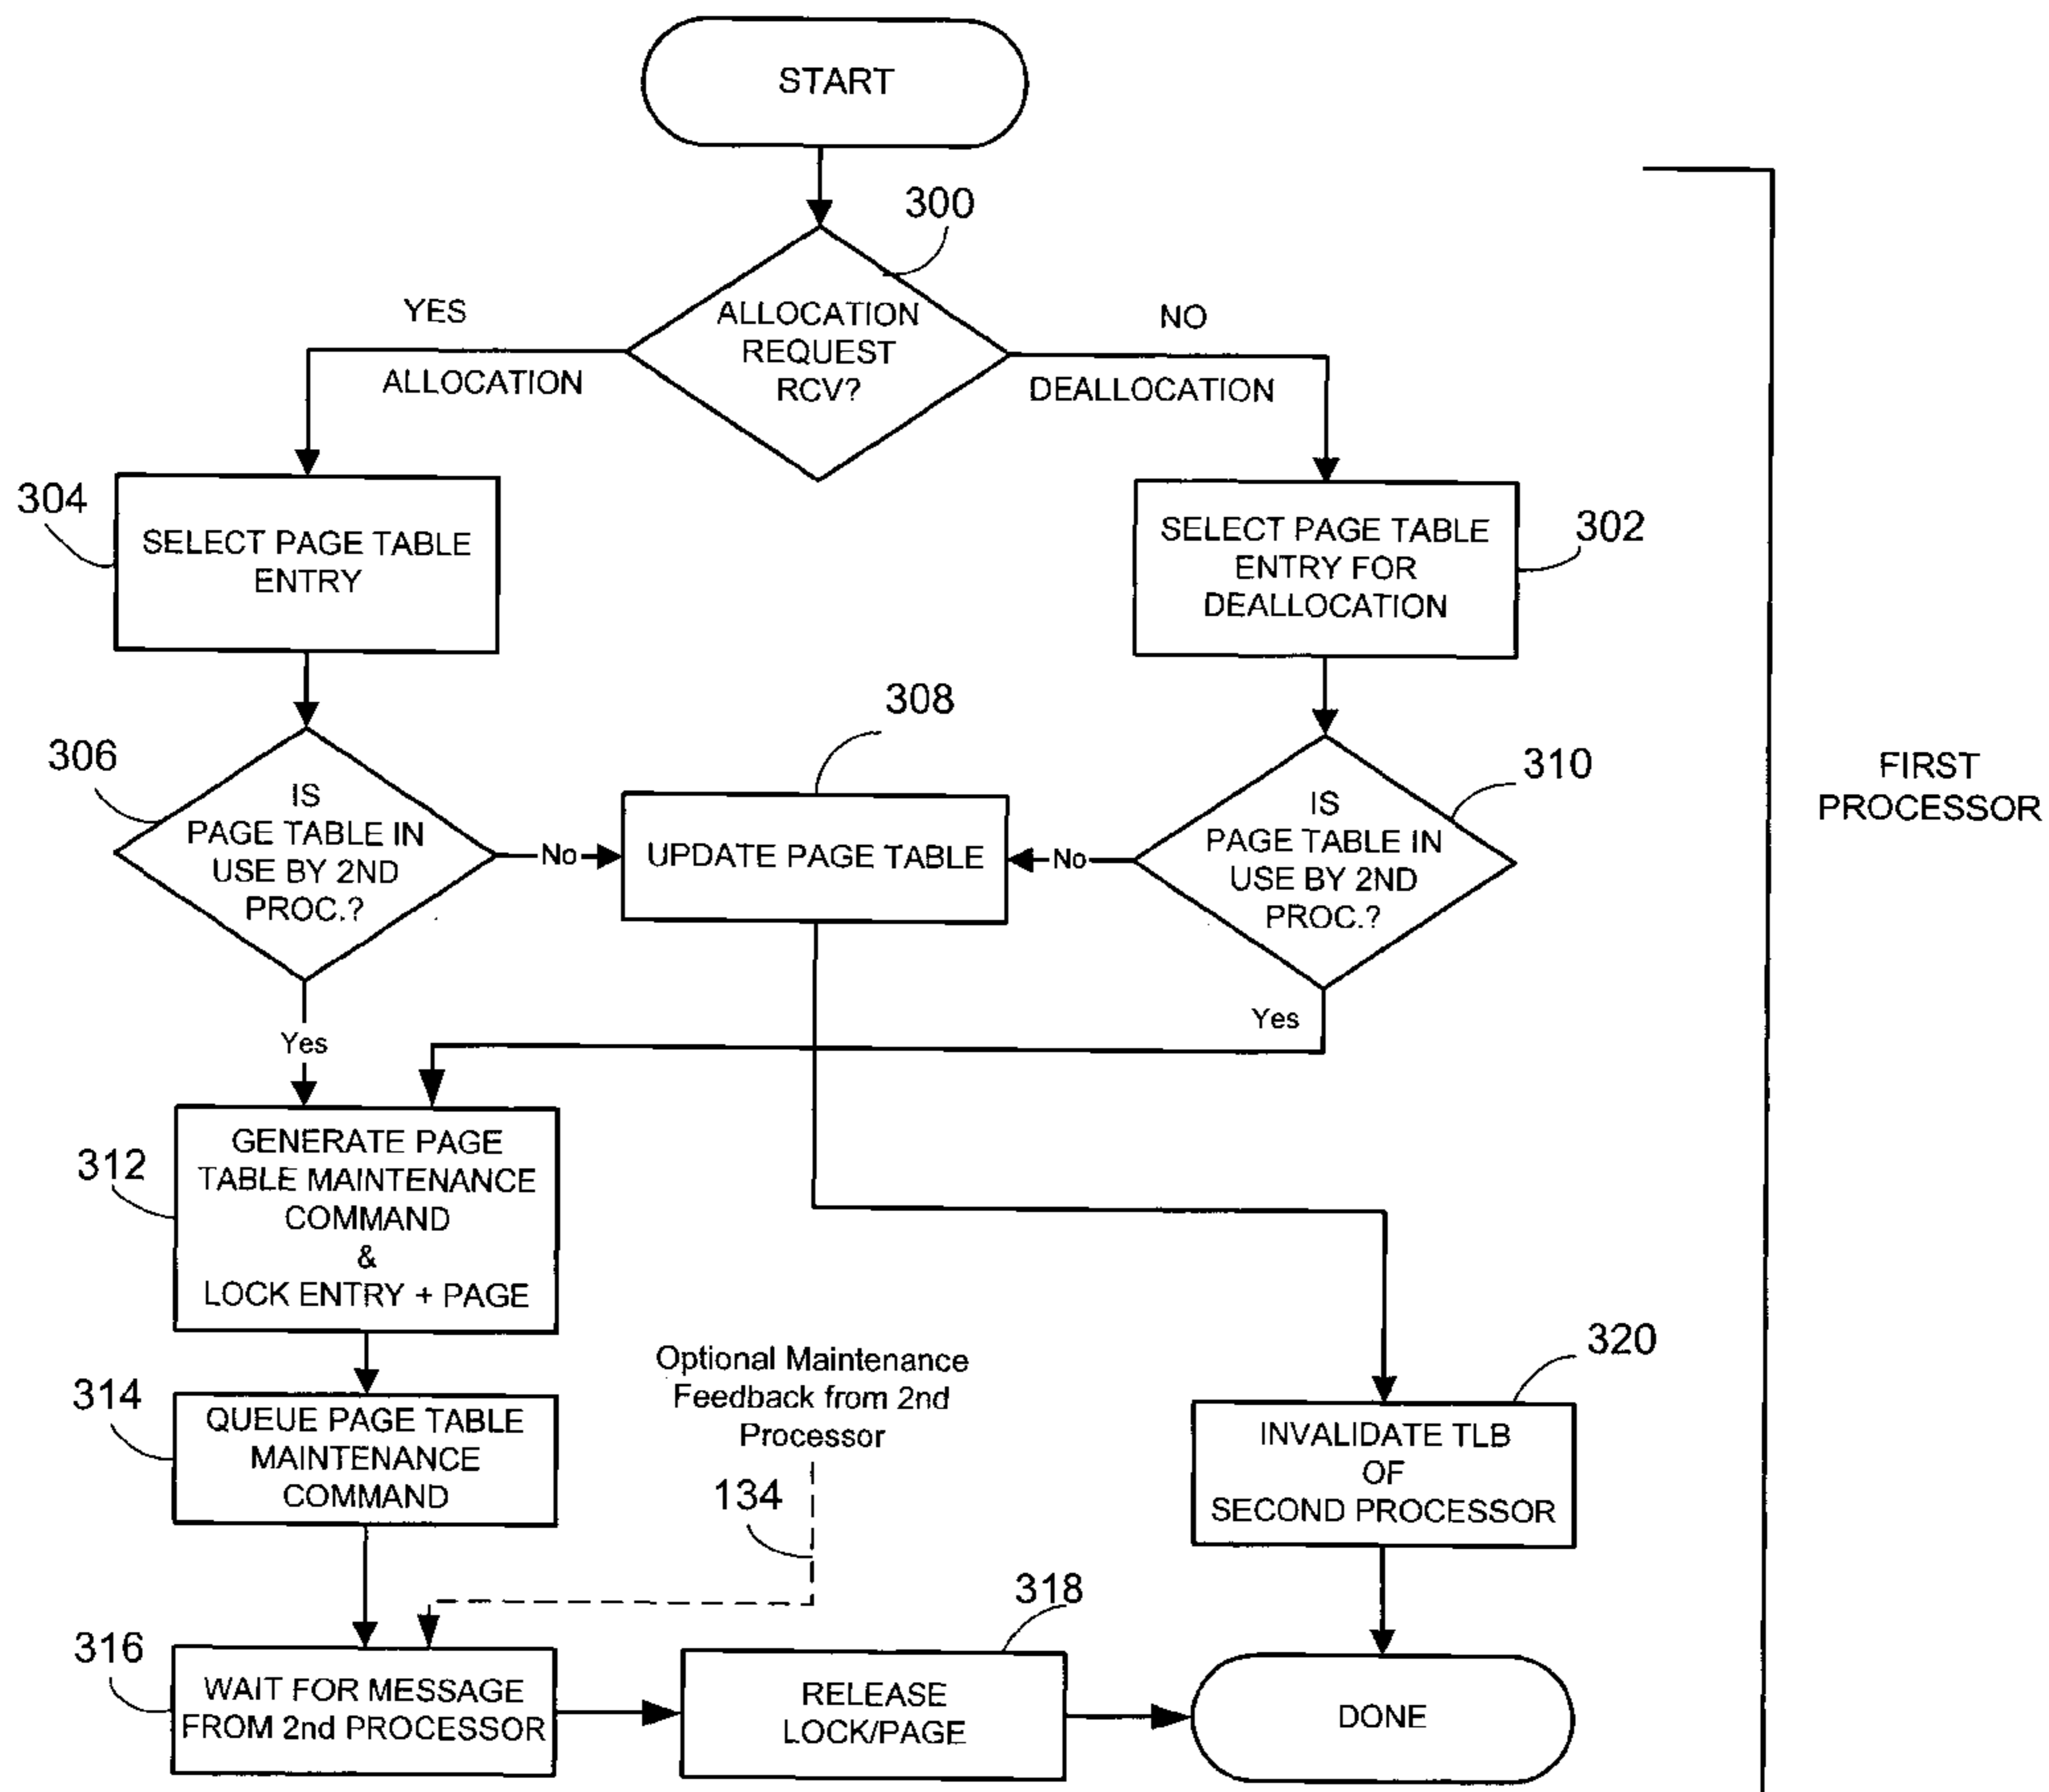 START
300
YES
ALLOCATION
REQUEST
RCV?
NO
ALLOCATION
DEALLOCATION
304
SELECT PAGE TABLE
ENTRY
SELECT PAGE TABLE
ENTRY FOR
DEALLOCATION
302
306
IS
PAGE TABLE IN
USE BY 2ND
PROC.?
No
308
UPDATE PAGE TABLE
No
310
IS
PAGE TABLE IN
USE BY 2ND
PROC.?
FIRST
PROCESSOR
Yes
Yes
312
GENERATE PAGE
TABLE MAINTENANCE
COMMAND
&
LOCK ENTRY + PAGE
314
QUEUE PAGE TABLE
MAINTENANCE
COMMAND
Optional Maintenance
Feedback from 2nd
Processor
134
320
INVALIDATE TLB
OF
SECOND PROCESSOR
316
WAIT FOR MESSAGE
FROM 2nd PROCESSOR
318
RELEASE
LOCK/PAGE
DONE